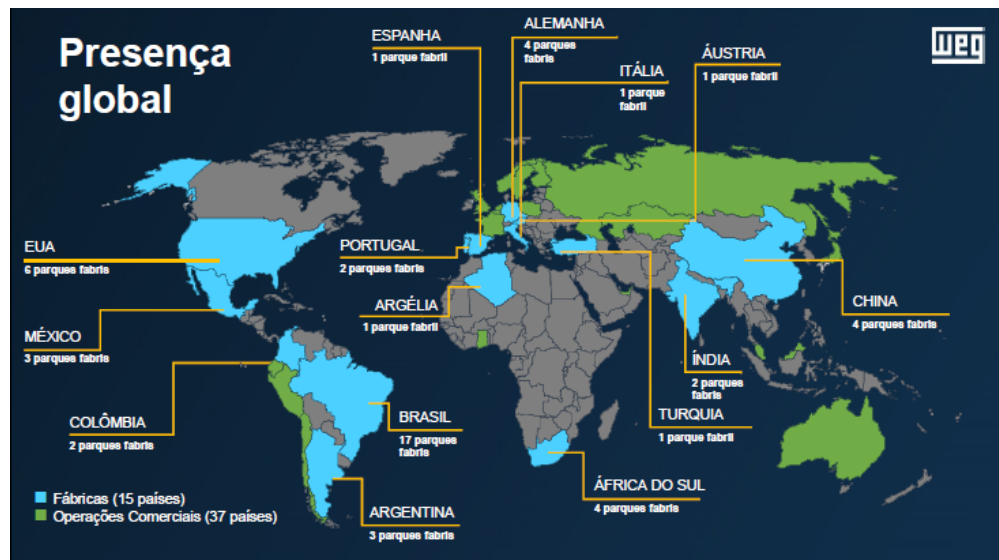 Presença
global
weg
ESPANHA
1 parque fabril
ALEMANHA
4 parques
fabris
ITÁLIA
1 parque
fabril
ÁUSTRIA
1 parque fabril
EUA
6 parques fabris
PORTUGAL
2 parques fabris
ARGÉLIA
1 parque fabril
CHINA
4 parques fabris
MÉXICO
3 parques fabris
ÍNDIA
2 parques
fabris
COLÔMBIA
2 parques fabris
BRASIL
17 parques
fabris
TURQUIA
1 parque fabril
ÁFRICA DO SUL
4 parques fabris
ARGENTINA
3 parques fabris
Fábricas (15 países)
Operações Comerciais (37 países)